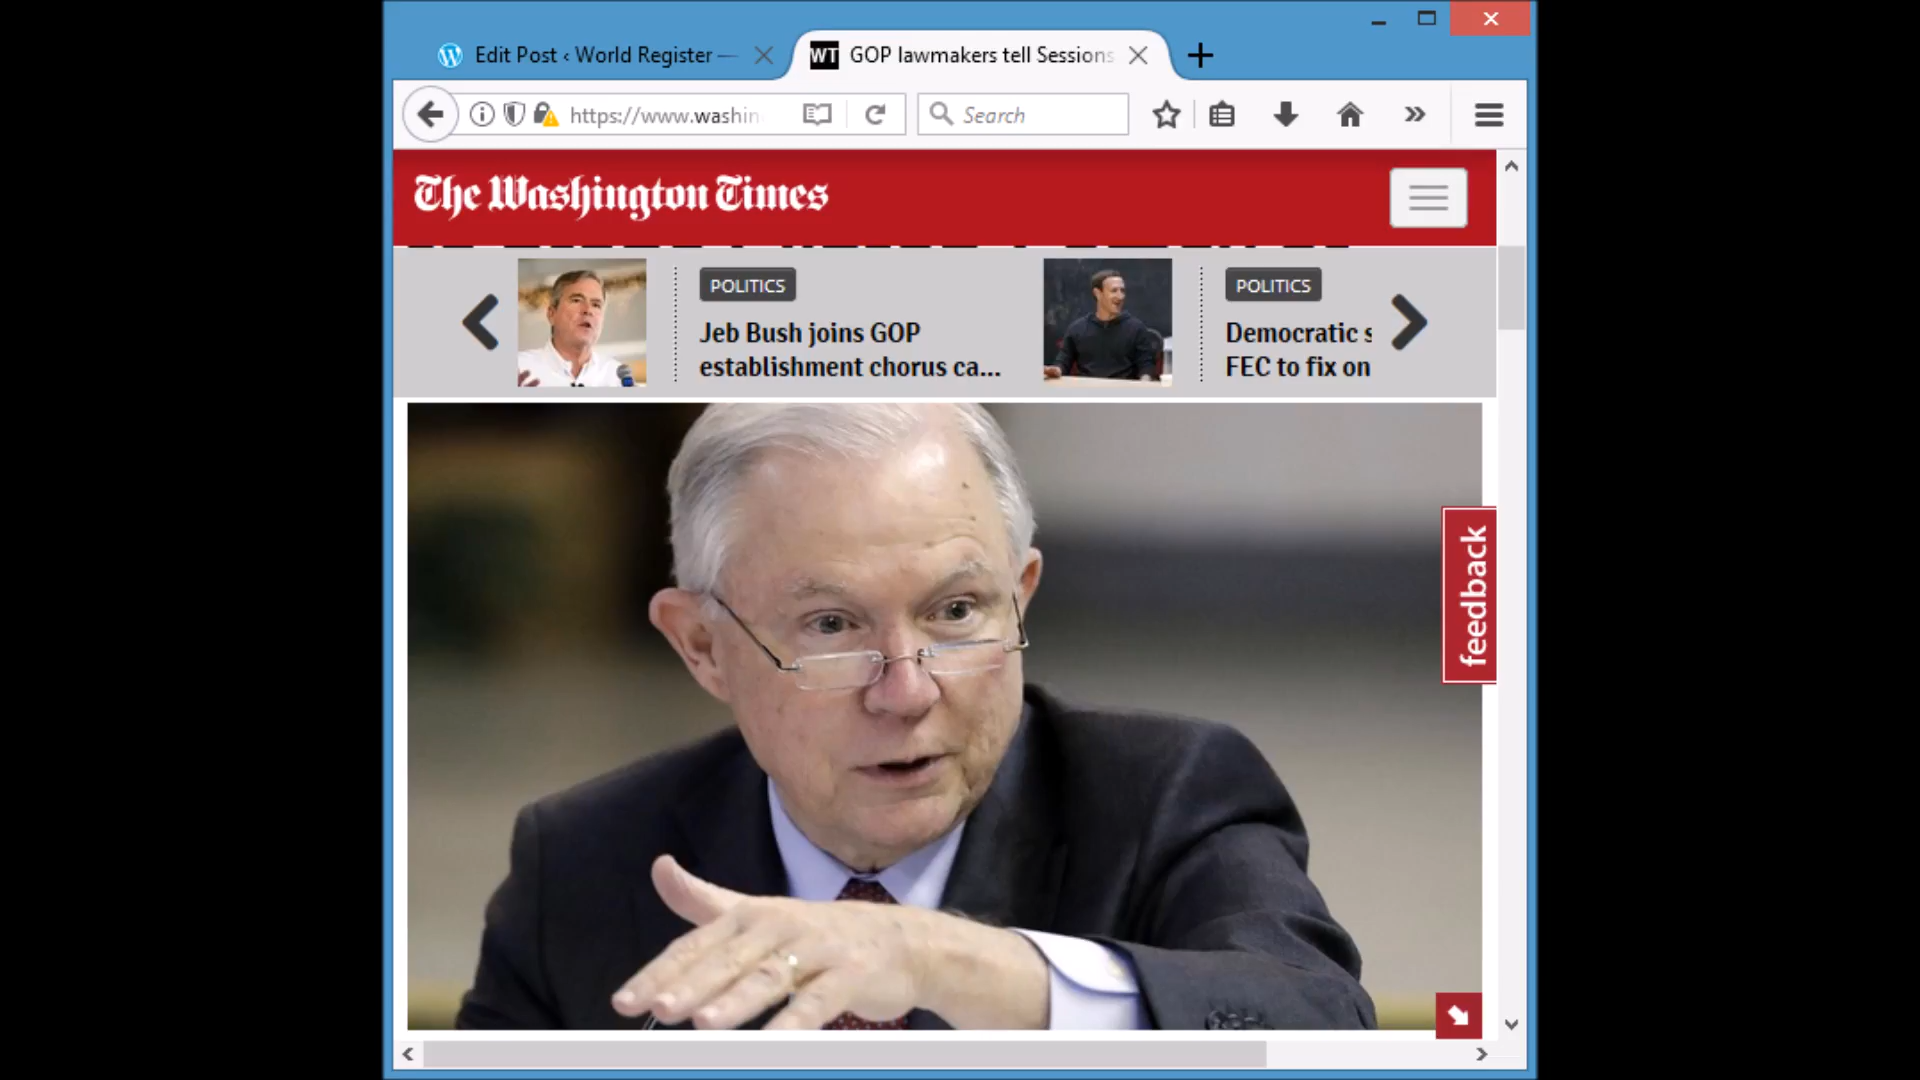 Edit Post ‹ World Register —
WT GOP lawmakers tell Sessions
https://www.washin
Search
The Washington Times
POLITICS
Jeb Bush joins GOP
establishment chorus ca...
POLITICS
Democratic s
FEC to fix on
feedback